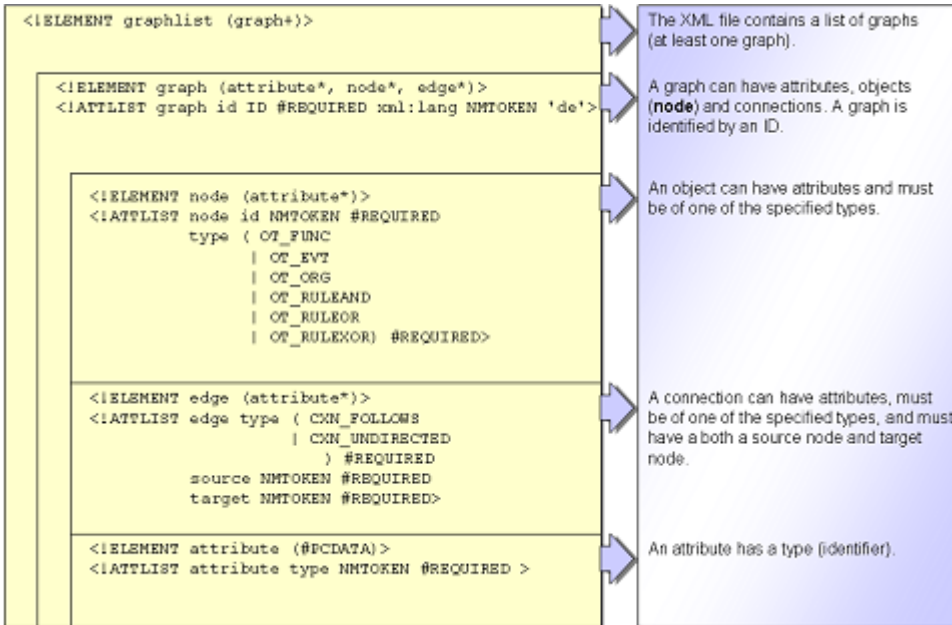 <!ELEMENT graphlist (graph+)>
The XML file contains a list of graphs
(at least one graph).
<!ELEMENT graph (attribute*, node*, edge*)>
<!ATTLIST graph id ID #REQUIRED xml:lang NMTOKEN 'de'>
A graph can have attributes, objects
(node) and connections. A graph is
identified by an ID.
<!ELEMENT node (attribute*)>
<!ATTLIST node id NMTOKEN #REQUIRED
type ( OT_FUNC
| OT_EVT
| OT_ORG
| OT_RULEAND
| OT_RULEOR
| OT_RULEXOR) #REQUIRED>
An object can have attributes and must
be of one of the specified types.
<!ELEMENT edge (attribute*)>
<!ATTLIST edge type ( CXN_FOLLOWS
| CXN_UNDIRECTED
) #REQUIRED
source NMTOKEN #REQUIRED
target NMTOKEN #REQUIRED>
A connection can have attributes, must
be of one of the specified types, and must
have a both a source node and target
node.
<!ELEMENT attribute (#PCDATA)>
<!ATTLIST attribute type NMTOKEN #REQUIRED >
An attribute has a type (identifier).